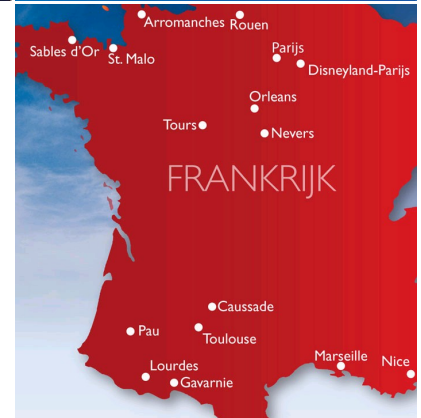 Arromanches
Rouen
Sables d'Or
St. Malo
Parijs
Disneyland-Parijs
Orleans
Tours
Nevers
FRANKRIJK
Caussade
Pau
Toulouse
Marseille
Nice
Lourdes
Gavarnie